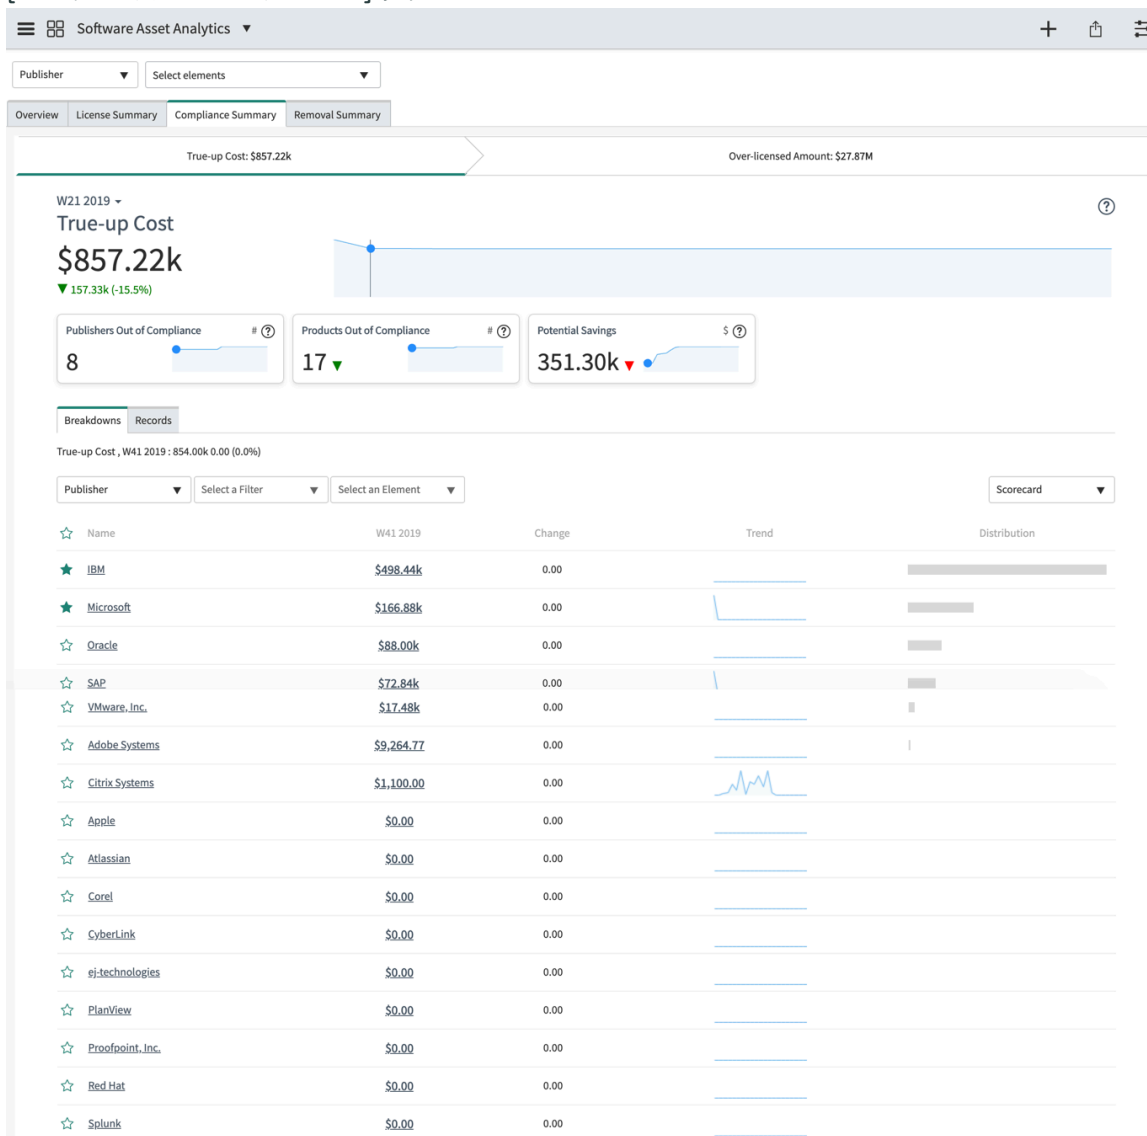 Software Asset Analytics ▼
Publisher ▼ Select elements ▼
Overview License Summary Compliance Summary Removal Summary
True-up Cost: $857.22k Over-licensed Amount: $27.87M
W21 2019
True-up Cost
$857.22k
▼ 157.33k (-15.5%)
Publishers Out of Compliance # ?
8
Products Out of Compliance # ?
17 ▼
Potential Savings $ ?
351.30k ▼
Breakdowns Records
True-up Cost , W41 2019 : 854.00k 0.00 (0.0%)
Publisher ▼ Select a Filter ▼ Select an Element ▼ Scorecard ▼
Name W41 2019 Change Trend Distribution
IBM $498.44k 0.00
Microsoft $166.88k 0.00
Oracle $88.00k 0.00
SAP $72.84k 0.00
VMware, Inc. $17.48k 0.00
Adobe Systems $9,264.77 0.00
Citrix Systems $1,100.00 0.00
Apple $0.00 0.00
Atlassian $0.00 0.00
Corel $0.00 0.00
CyberLink $0.00 0.00
ej-technologies $0.00 0.00
PlanView $0.00 0.00
Proofpoint, Inc. $0.00 0.00
Red Hat $0.00 0.00
Splunk $0.00 0.00